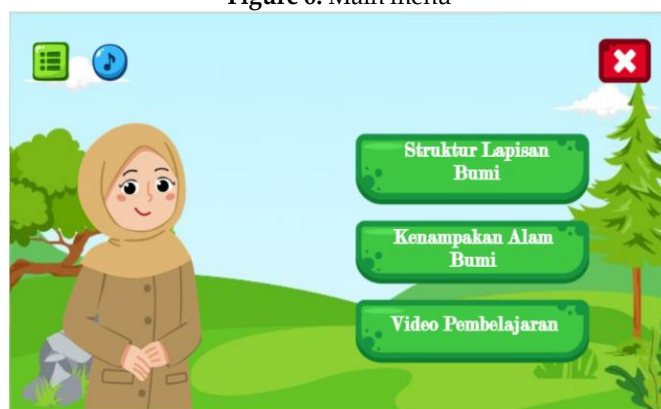 Figure 6. Main menu
Struktur Lapisan
Bumi
Kenampakan Alam
Bumi
Video Pembelajaran